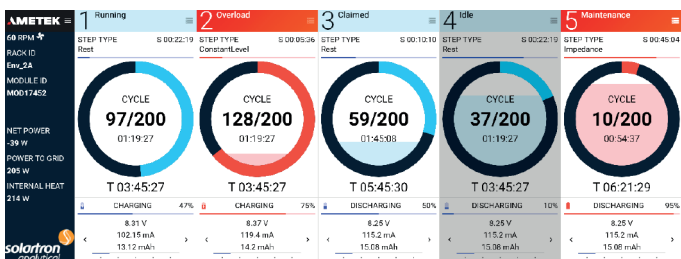 AMETEK
60 RPM
RACK ID
Env_2A
MODULE ID
MOD17452
NET POWER
-39 W
POWER TO GRID
205 W
INTERNAL HEAT
214 W
solartron
analytical
1 Running
STEP TYPE S 00:22:19
Rest
CYCLE
97/200
01:19:27
T 03:45:27
CHARGING 47%
8.31 V
102.15 mA
13.12 mAh
2 Overload
STEP TYPE S 00:05:36
ConstantLevel
CYCLE
128/200
01:19:27
T 03:45:27
CHARGING 75%
8.37 V
119.4 mA
14.2 mAh
3 Claimed
STEP TYPE S 00:10:10
Rest
CYCLE
59/200
01:45:08
T 05:45:30
DISCHARGING 50%
8.25 V
115.2 mA
15.08 mAh
4 Idle
STEP TYPE S 00:22:19
Rest
CYCLE
37/200
01:19:27
T 03:45:27
DISCHARGING 10%
8.25 V
115.2 mA
15.08 mAh
5 Maintenance
STEP TYPE S 00:45:04
Impedance
CYCLE
10/200
00:54:37
T 06:21:29
DISCHARGING 95%
8.25 V
115.2 mA
15.08 mAh